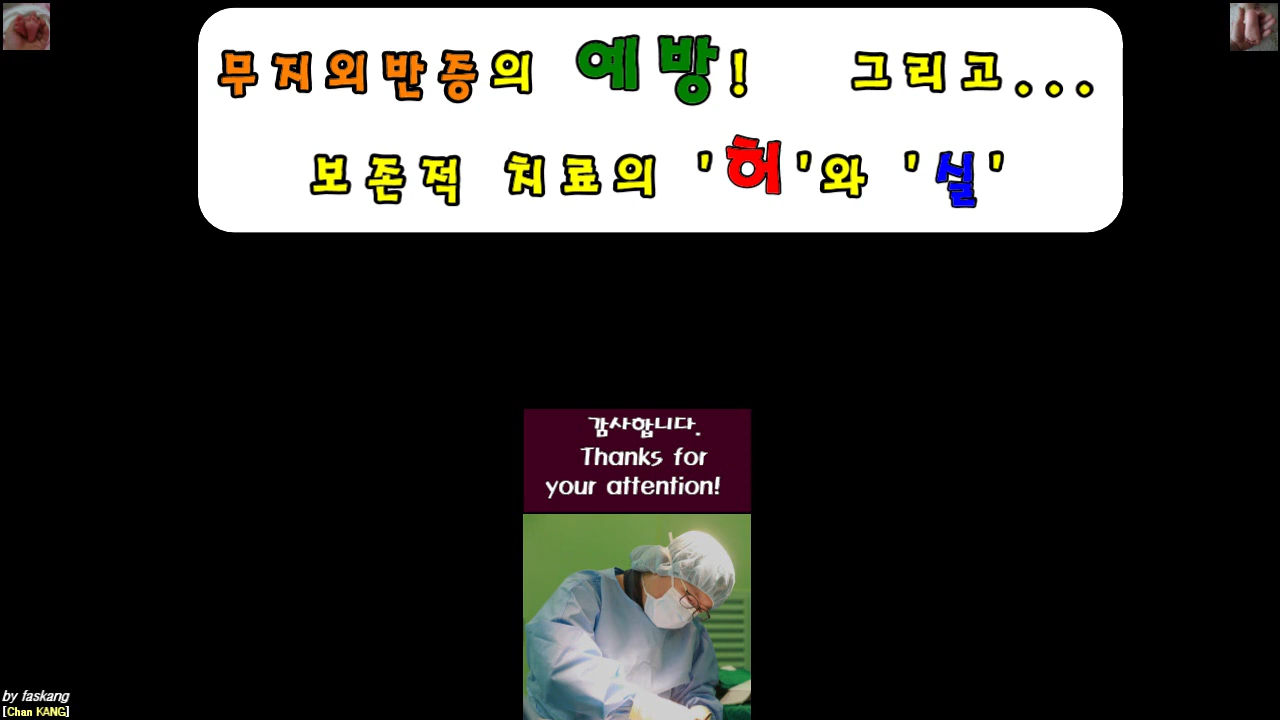 무지외반증의 예방! 그리고...
보존적 치료의 '허'와 '실'
감사합니다.
Thanks for
your attention!
by faskang
[Chan KANG]